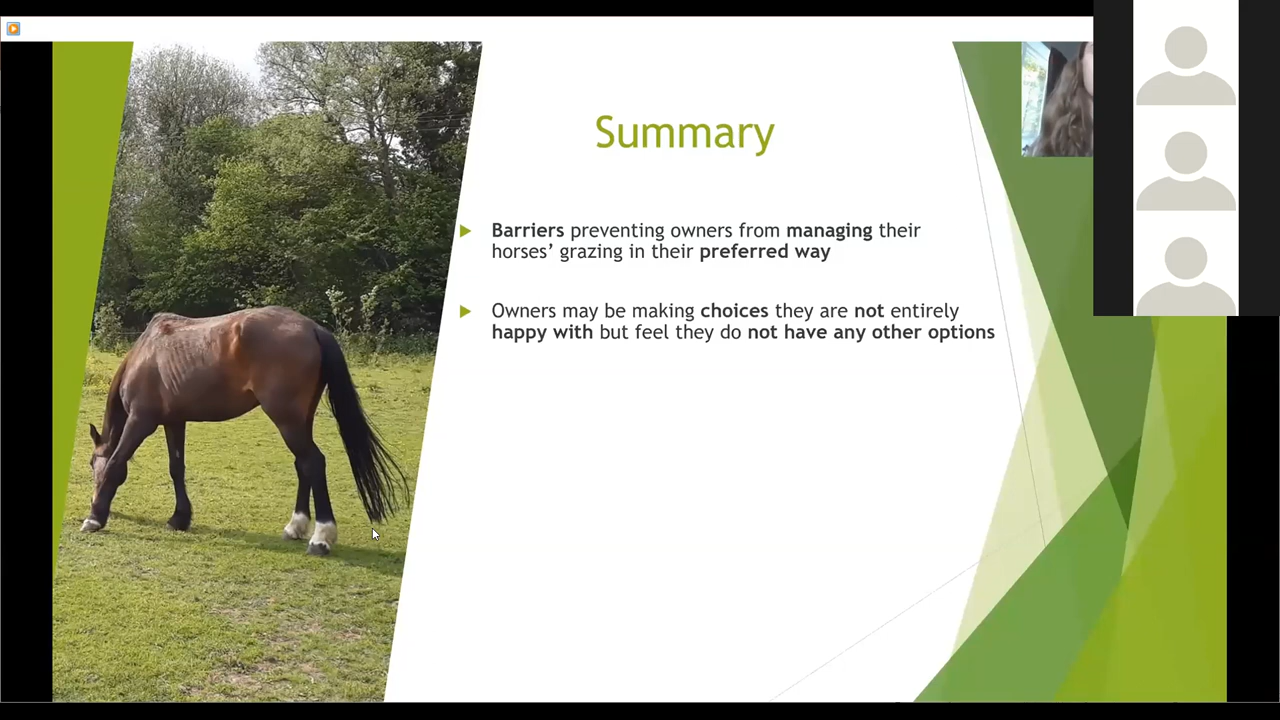 Summary
Barriers preventing owners from managing their
horses’ grazing in their preferred way
Owners may be making choices they are not entirely
happy with but feel they do not have any other options